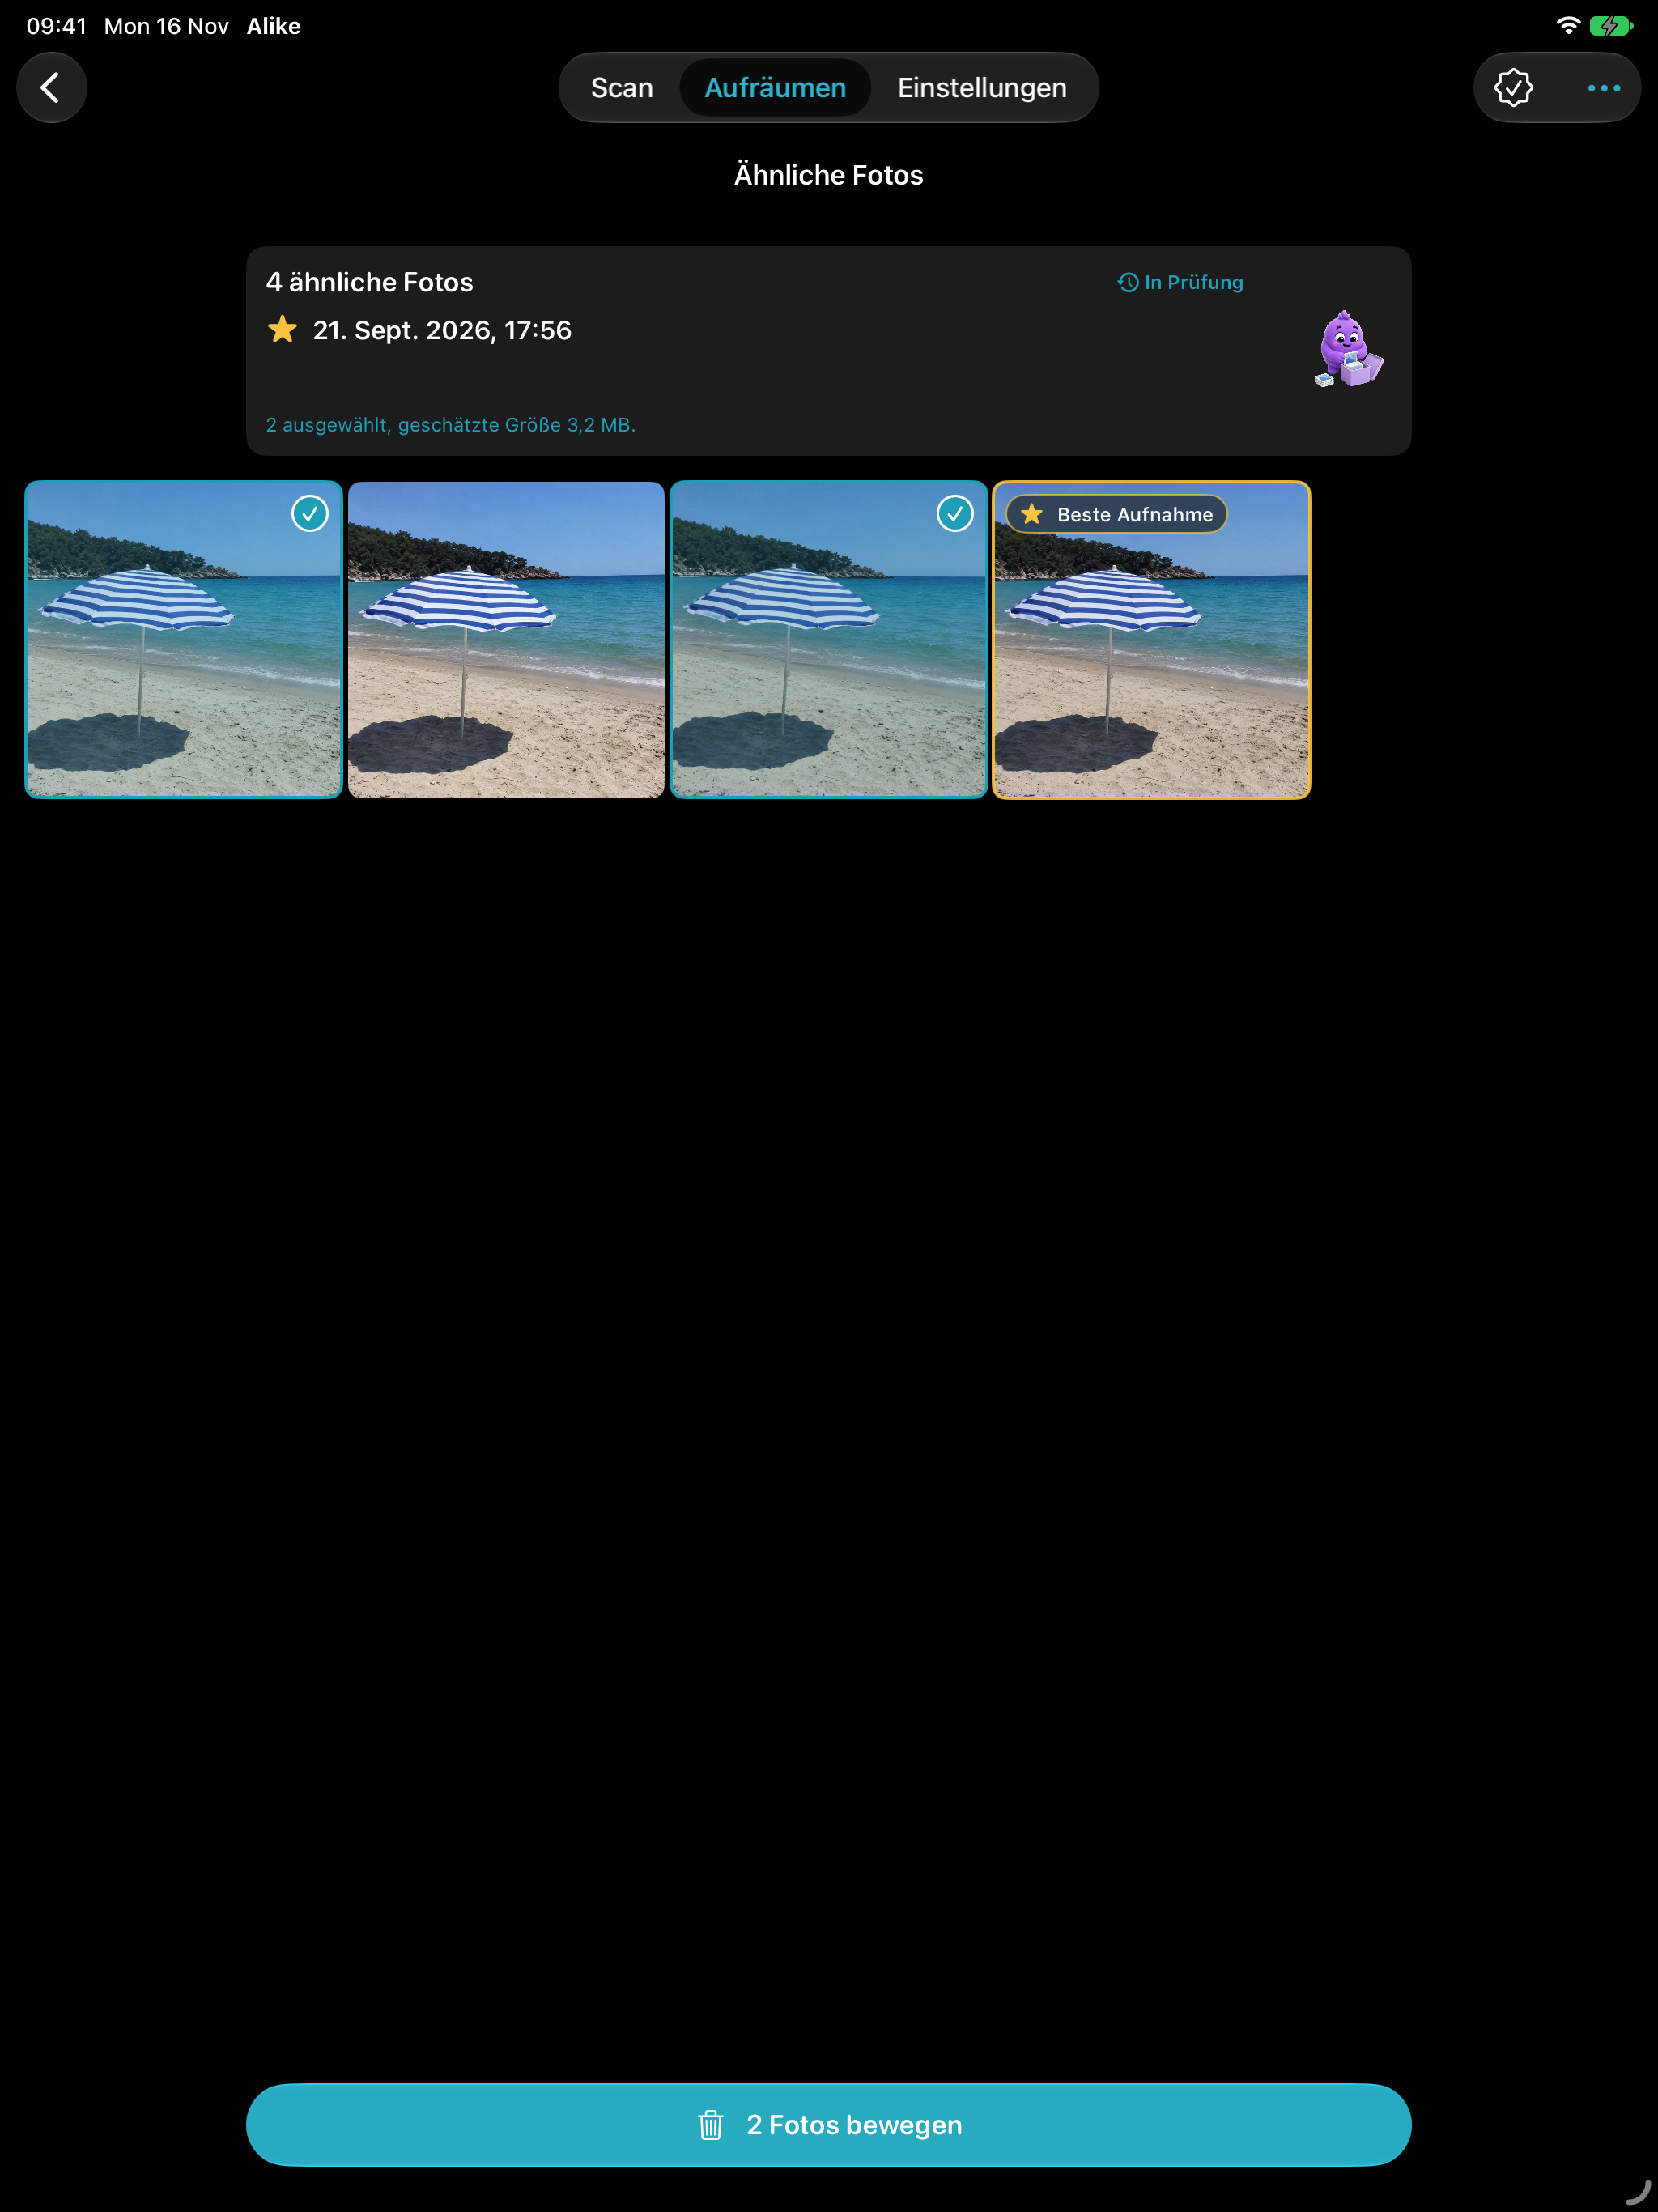 09:41 Mon 16 Nov Alike
Scan Aufräumen Einstellungen
Ähnliche Fotos
4 ähnliche Fotos In Prüfung
21. Sept. 2026, 17:56
2 ausgewählt, geschätzte Größe 3,2 MB.
Beste Aufnahme
2 Fotos bewegen